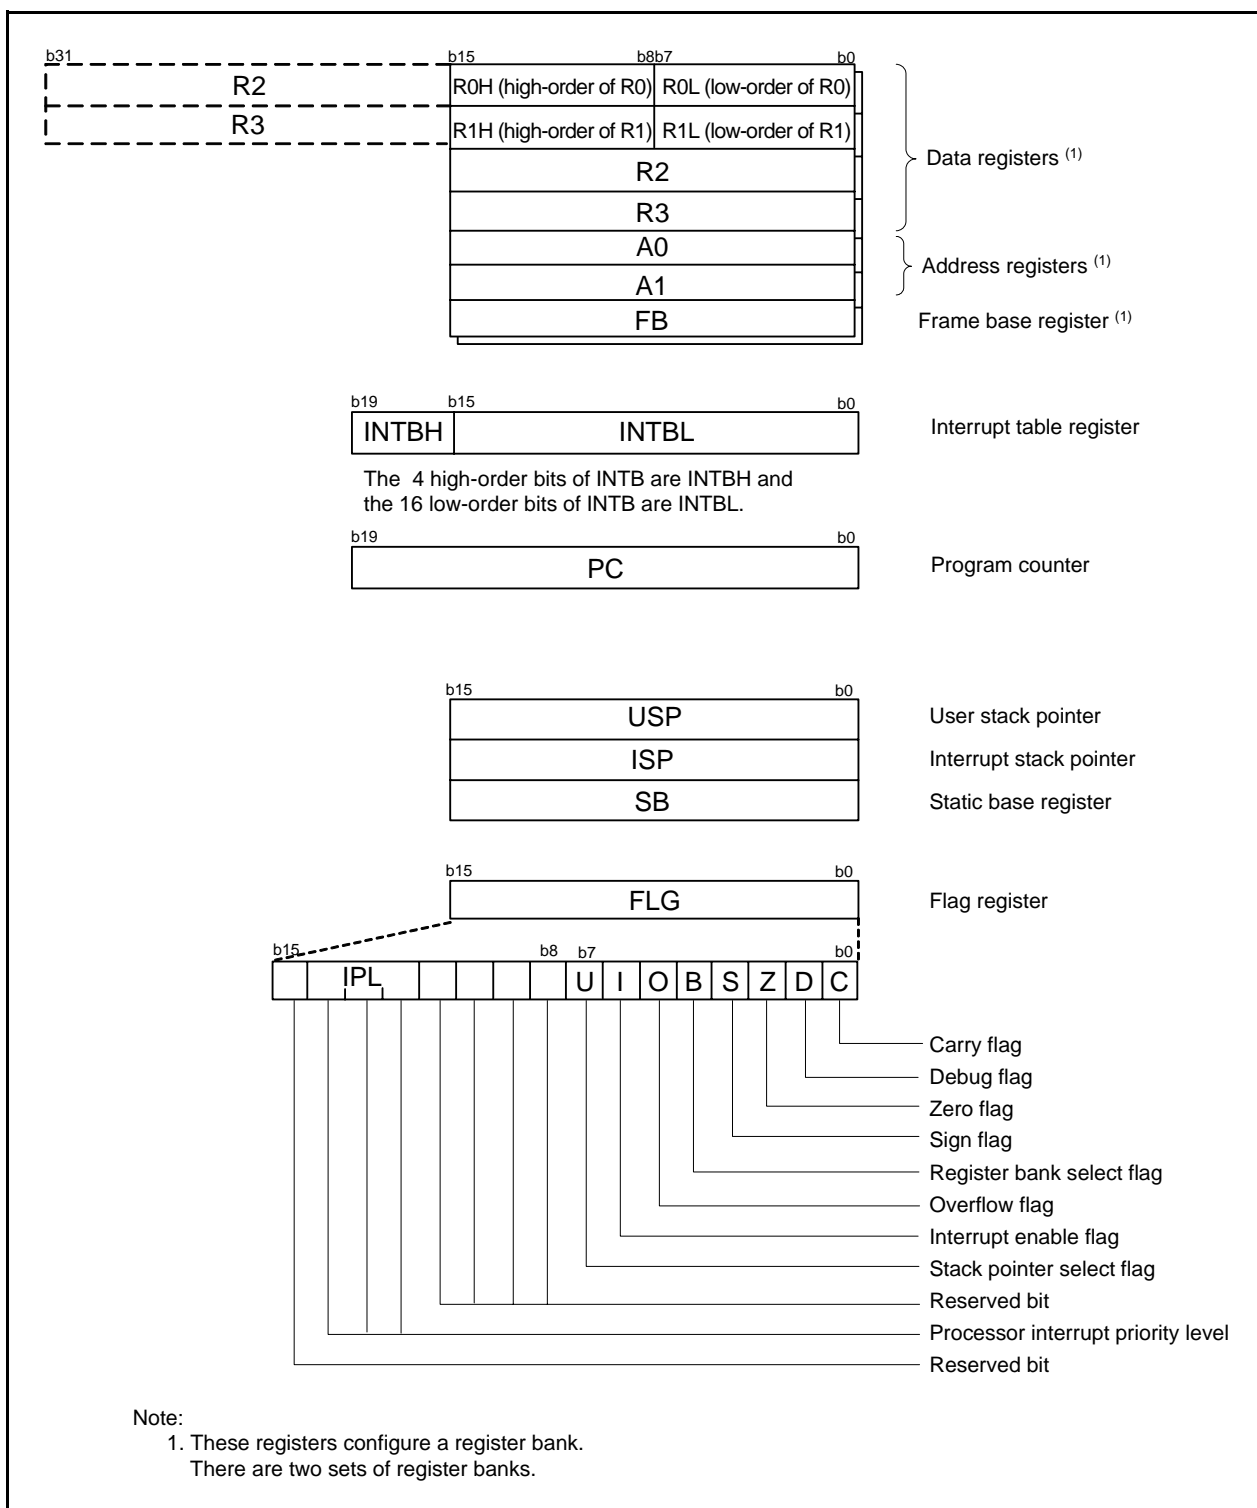 b31 b15 b8b7 b0
R2 R0H (high-order of R0) R0L (low-order of R0)
R3 R1H (high-order of R1) R1L (low-order of R1)
Data registers (1)
R2
R3
A0
Address registers (1)
A1
FB Frame base register (1)
b19 b15 b0
INTBH INTBL Interrupt table register
The 4 high-order bits of INTB are INTBH and
the 16 low-order bits of INTB are INTBL.
b19 b0
PC Program counter
b15 b0
USP User stack pointer
ISP Interrupt stack pointer
SB Static base register
b15 b0
FLG Flag register
b15 b8 b7 b0
IPL U I O B S Z D C
Carry flag
Debug flag
Zero flag
Sign flag
Register bank select flag
Overflow flag
Interrupt enable flag
Stack pointer select flag
Reserved bit
Processor interrupt priority level
Reserved bit
Note:
1. These registers configure a register bank.
There are two sets of register banks.